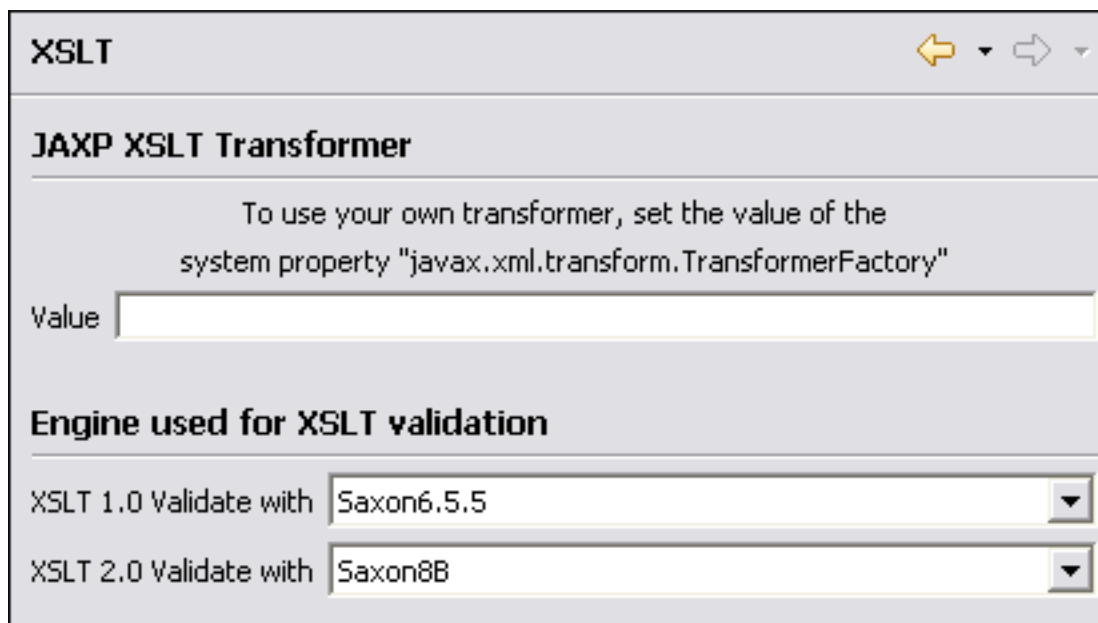 XSLT
JAXP XSLT Transformer
To use your own transformer, set the value of the
system property "javax.xml.transform.TransformerFactory"
Value
Engine used for XSLT validation
XSLT 1.0 Validate with Saxon6.5.5
XSLT 2.0 Validate with Saxon8B